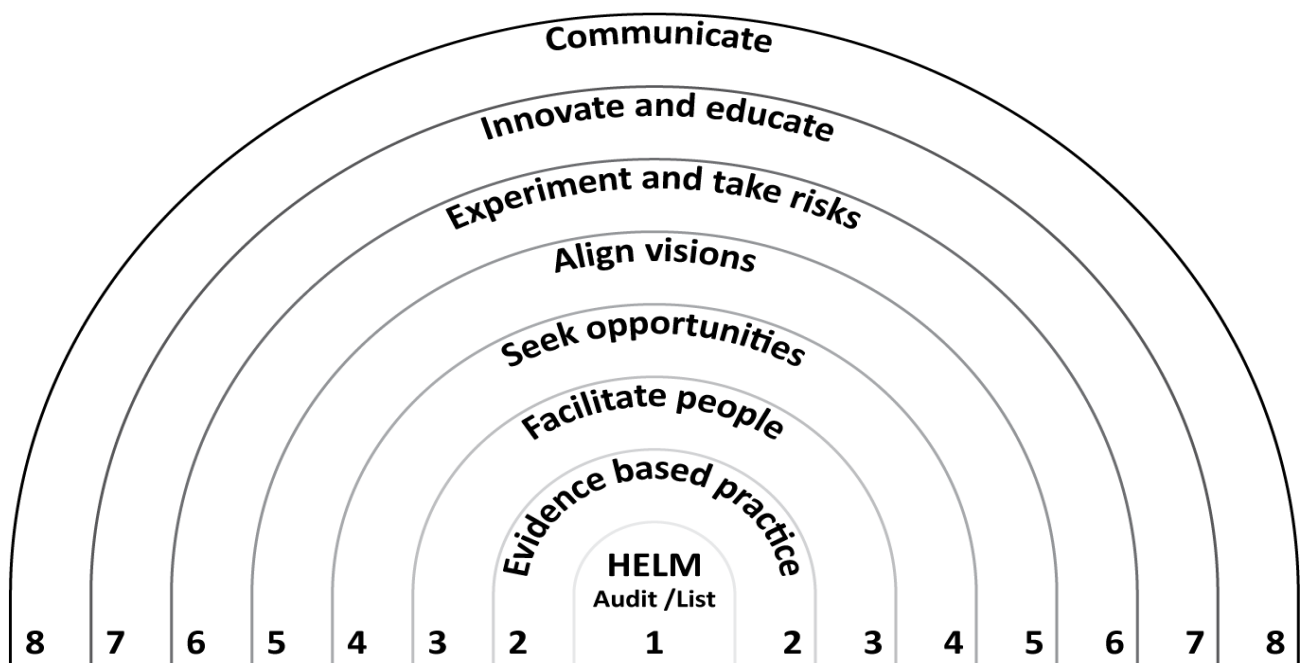 Communicate
Innovate and educate
Experiment and take risks
Align visions
Seek opportunities
Facilitate people
Evidence based practice
HELM
Audit /List
8 7 6 5 4 3 2 1 2 3 4 5 6 7 8